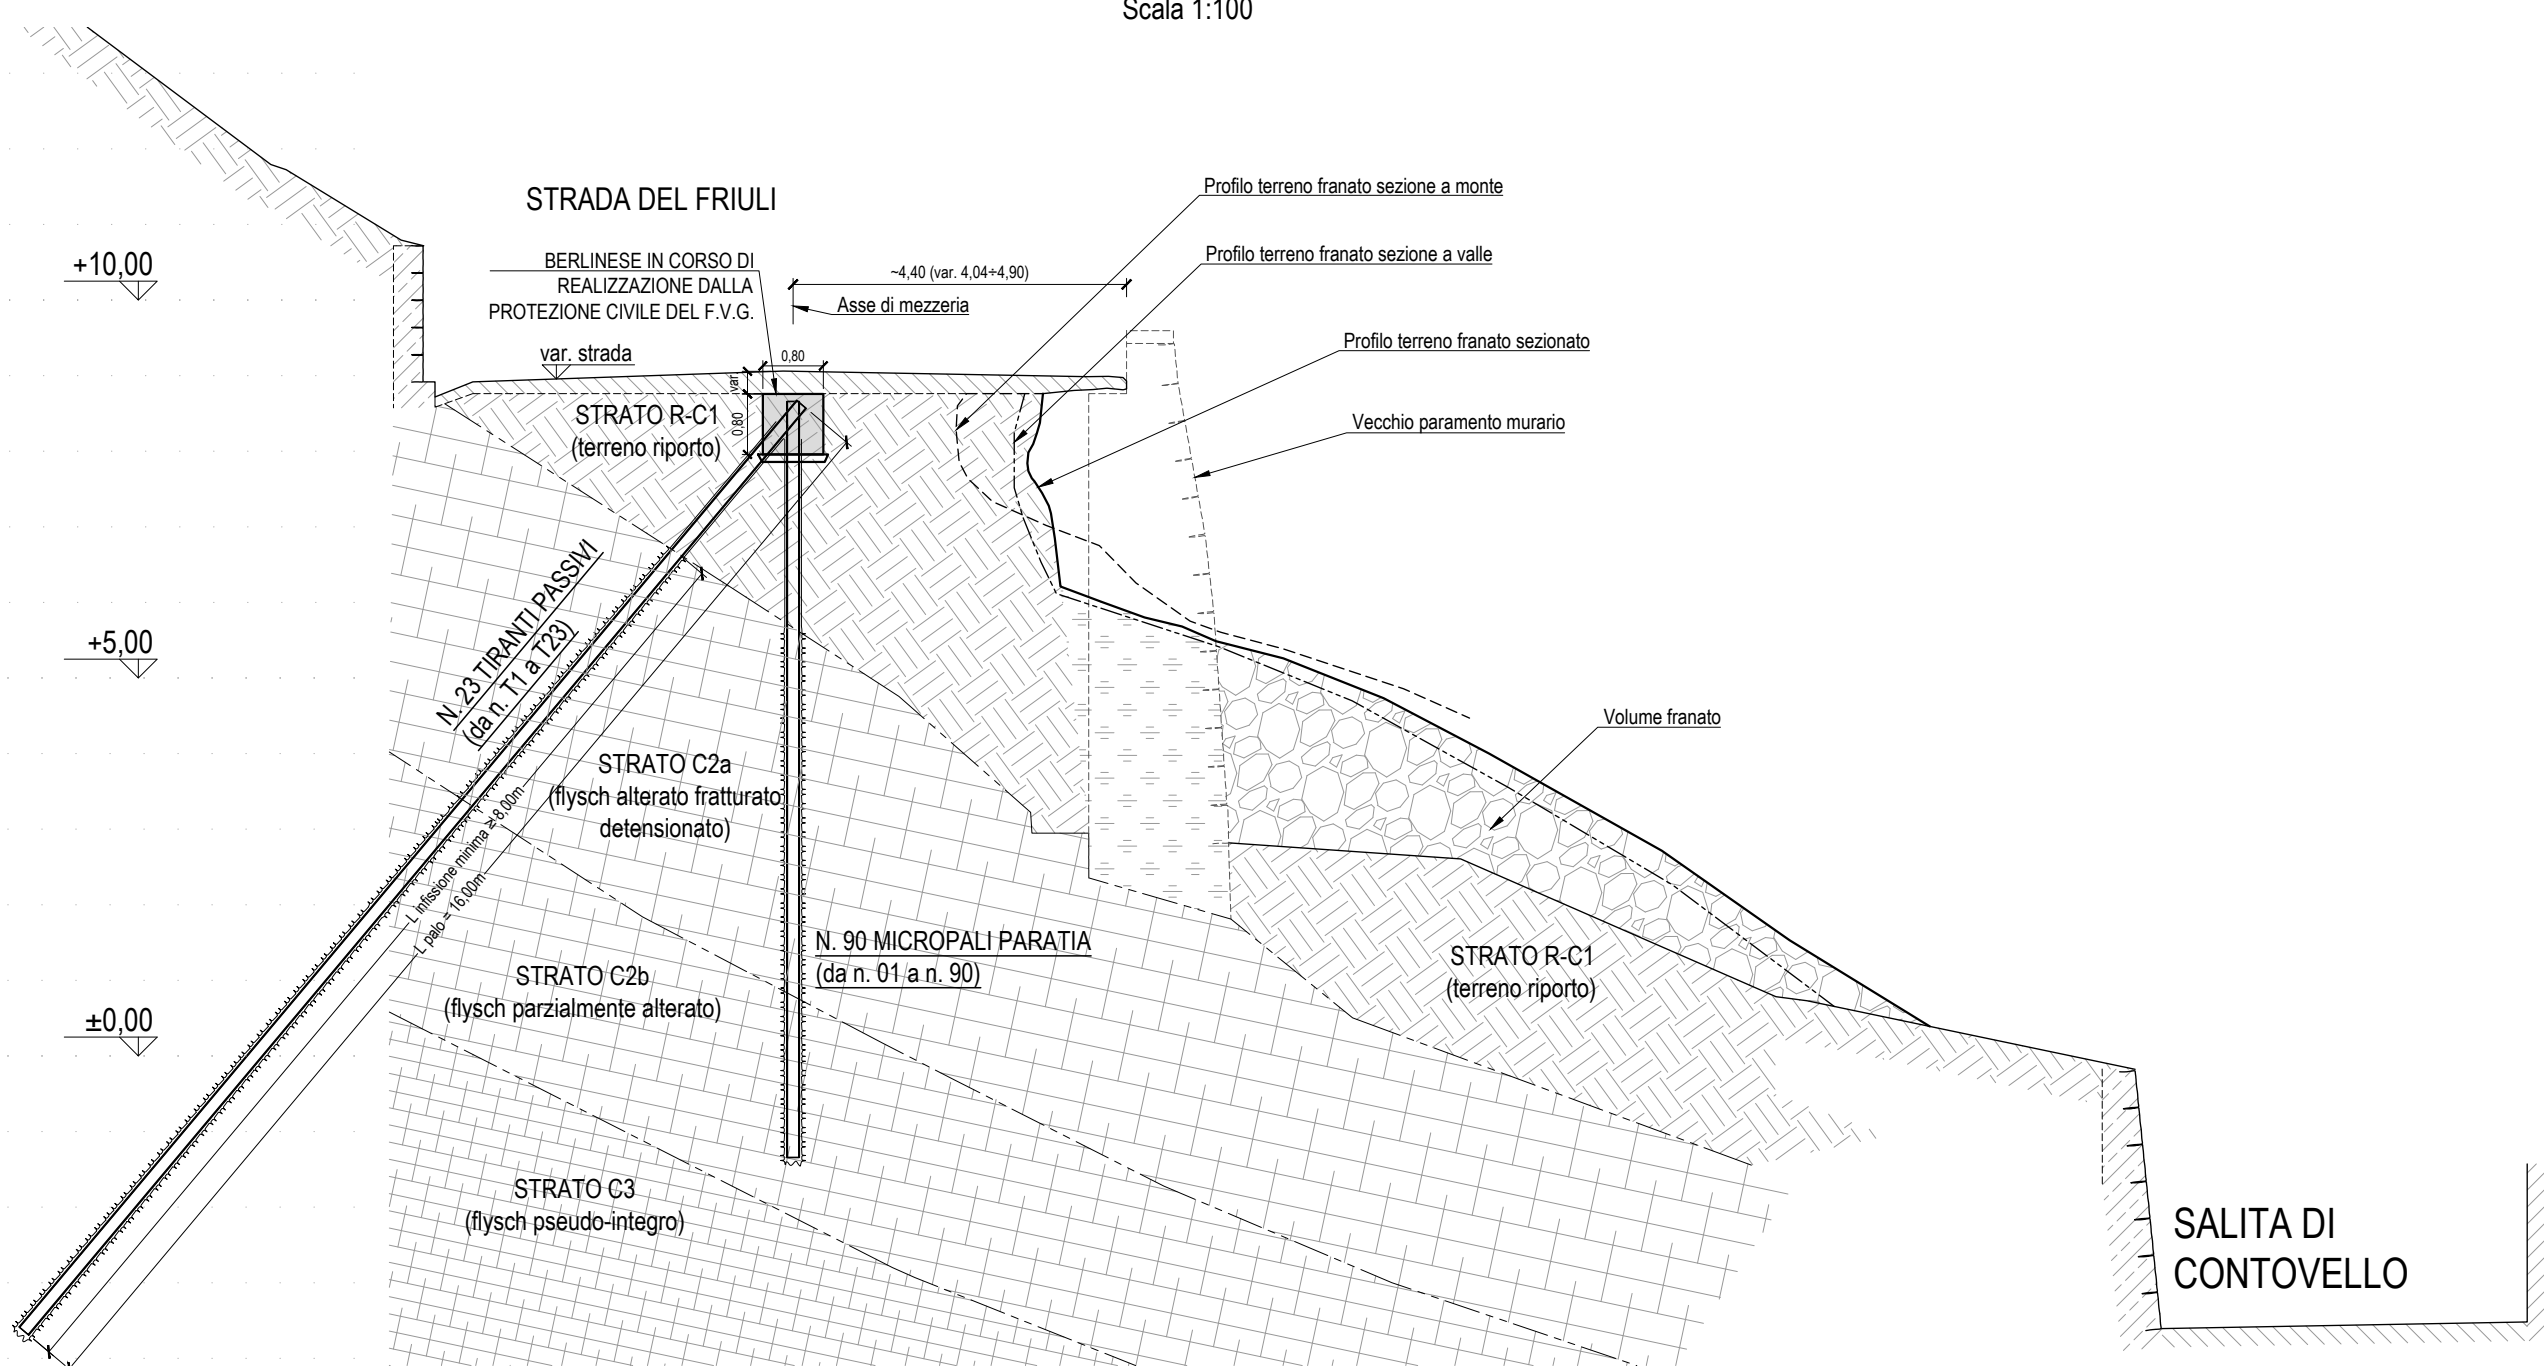 Scala 1:100
STRADA DEL FRIULI
Profilo terreno franato sezione a monte
Profilo terreno franato sezione a valle
+10,00
BERLINESE IN CORSO DI
REALIZZAZIONE DALLA
PROTEZIONE CIVILE DEL F.V.G.
~4,40 (var. 4,04÷4,90)
Asse di mezzeria
Profilo terreno franato sezionato
var. strada
0,80
var
0,80
STRATO R-C1
(terreno riporto)
Vecchio paramento murario
+5,00
N. 23 TIRANTI PASSIVI
(da n. T1 a T23)
Volume franato
STRATO C2a
(flysch alterato fratturato
detensionato)
L infissione minima ≥ 8,00m
L palo = 16,00m
N. 90 MICROPALI PARATIA
(da n. 01 a n. 90)
STRATO R-C1
(terreno riporto)
STRATO C2b
(flysch parzialmente alterato)
±0,00
STRATO C3
(flysch pseudo-integro)
SALITA DI
CONTOVELLO